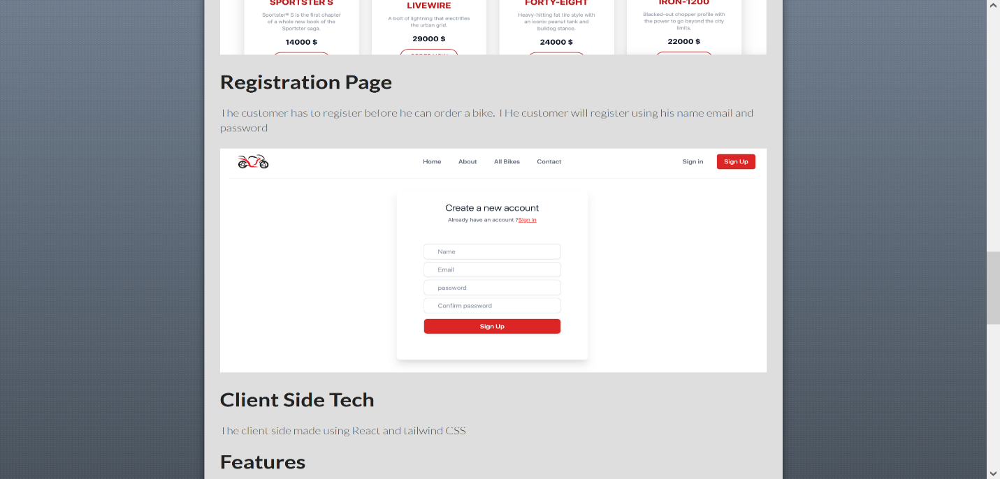 SPORTSTER S
LIVEWIRE
FORTY-EIGHT
IRON-1200
Sportster® S is the first chapter
of a whole new book of the
Sportster saga.
A bolt of lightning that electrifies
the urban grid.
Heavy-hitting fat tire style with
an iconic peanut tank and
bulldog stance.
Blacked-out chopper profile with
the power to go beyond the city
limits.
14000 $
29000 $
24000 $
22000 $
Registration Page
The customer has to register before he can order a bike. THe customer will register using his name email and
password
Home About All Bikes Contact Sign in Sign Up
Create a new account
Already have an account ?Sign in
Name
Email
password
Confirm password
Sign Up
Client Side Tech
The client side made using React and tailwind CSS
Features